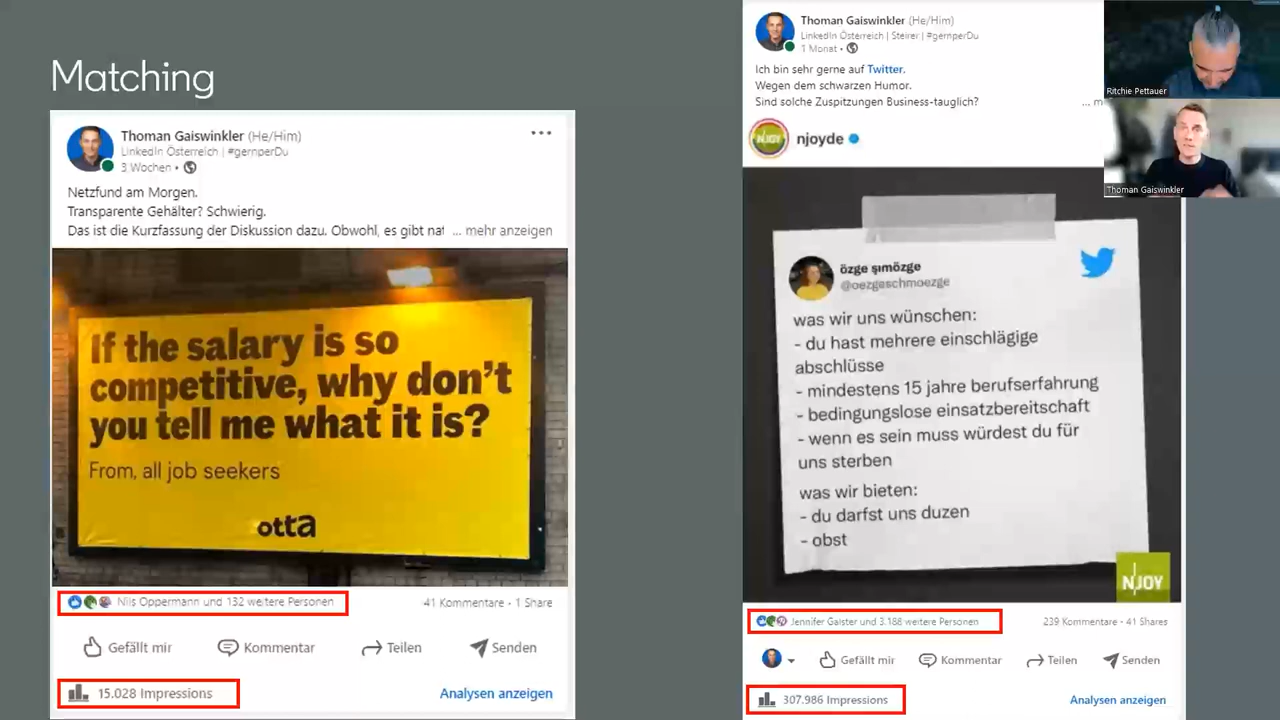 Matching
Thoman Gaiswinkler (He/Him)
LinkedIn Österreich | #gernperDu
3 Wochen •
Netzfund am Morgen.
Transparente Gehälter? Schwierig.
Das ist die Kurzfassung der Diskussion dazu. Obwohl, es gibt nat ... mehr anzeigen
If the salary is so
competitive, why don't
you tell me what it is?
From, all job seekers
otta
Nils Oppermann und 132 weitere Personen
41 Kommentare • 1 Share
Gefällt mir
Kommentar
Teilen
Senden
15.028 Impressions
Analysen anzeigen
Thoman Gaiswinkler (He/Him)
LinkedIn Österreich | Steirer | #gernperDu
1 Monat •
Ich bin sehr gerne auf Twitter.
Wegen dem schwarzen Humor.
Sind solche Zuspitzungen Business-tauglich? ... m
NJOY
njoyde
özge şımözge
@oezgeschmoezge
was wir uns wünschen:
- du hast mehrere einschlägige
abschlüsse
- mindestens 15 jahre berufserfahrung
- bedingungslose einsatzbereitschaft
- wenn es sein muss würdest du für
uns sterben
was wir bieten:
- du darfst uns duzen
- obst
NJOY
Jennifer Gaister und 3.188 weitere Personen
239 Kommentare • 41 Shares
Gefällt mir
Kommentar
Teilen
Senden
307.986 Impressions
Analysen anzeigen
Ritchie Pettauer
Thoman Gaiswinkler